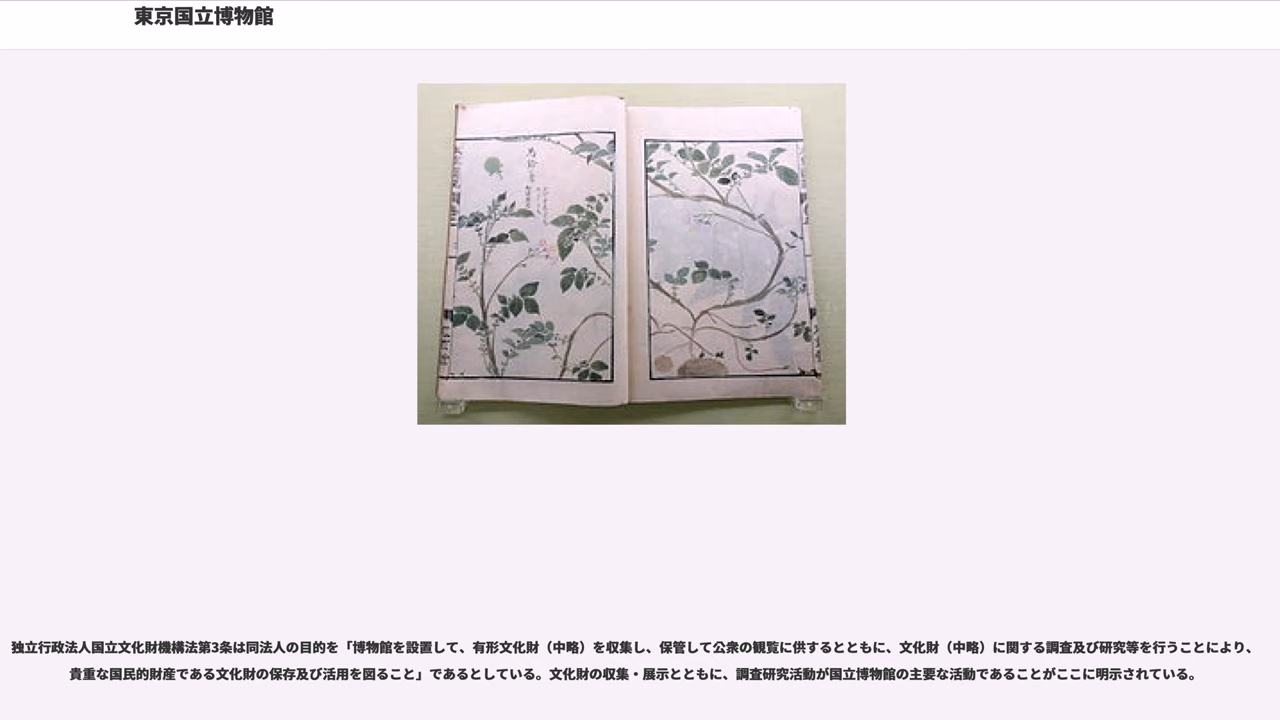 東京国立博物館
独立行政法人国立文化財機構法第3条は同法人の目的を「博物館を設置して、有形文化財（中略）を収集し、保管して公衆の観覧に供するとともに、文化財（中略）に関する調査及び研究等を行うことにより、
貴重な国民的財産である文化財の保存及び活用を図ること」であるとしている。文化財の収集・展示とともに、調査研究活動が国立博物館の主要な活動であることがここに明示されている。